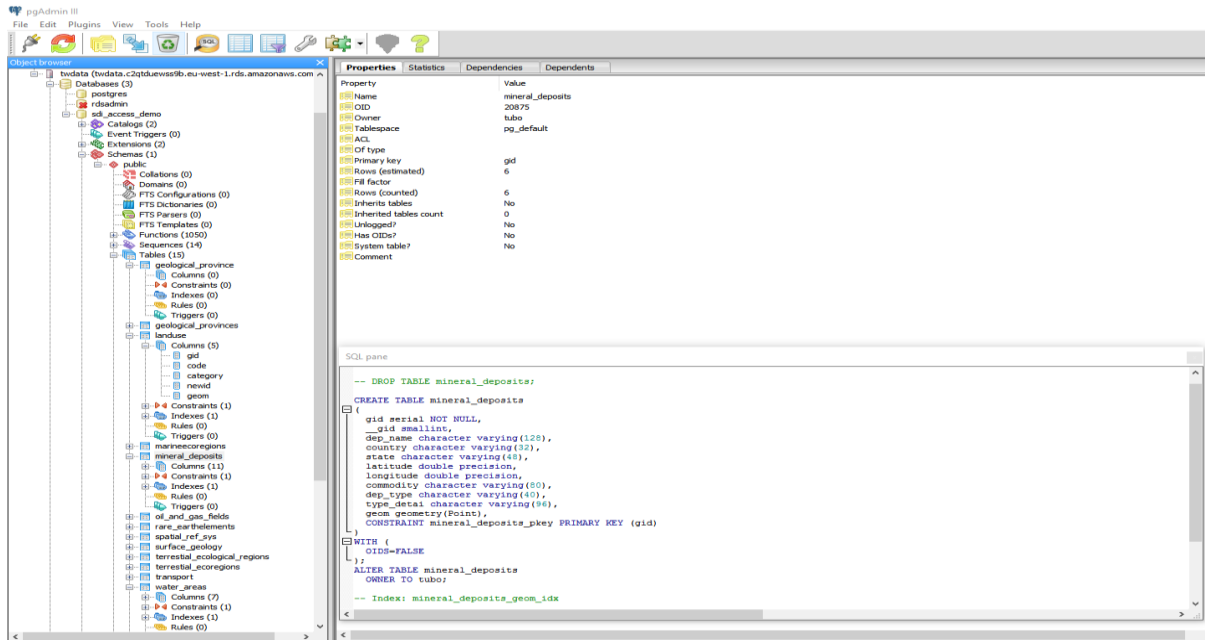 pgAdmin III
File Edit Plugins View Tools Help
SQL
Object browser
twdata (twdata.c2qtduewss9b.eu-west-1.rds.amazonaws.com
Databases (3)
postgres
rdsadmin
sdi_access_demo
Catalogs (2)
Event Triggers (0)
Extensions (2)
Schemas (1)
public
Collations (0)
Domains (0)
FTS Configurations (0)
FTS Dictionaries (0)
FTS Parsers (0)
FTS Templates (0)
Functions (1050)
Sequences (14)
Tables (15)
geological_province
Columns (0)
Constraints (0)
Indexes (0)
Rules (0)
Triggers (0)
geological_provinces
landuse
Columns (5)
gid
code
category
newid
geom
Constraints (1)
Indexes (1)
Rules (0)
Triggers (0)
marineecoregions
mineral_deposits
Columns (11)
Constraints (1)
Indexes (1)
Rules (0)
Triggers (0)
oil_and_gas_fields
rare_earthelements
spatial_ref_sys
surface_geology
terrestial_ecological_regions
terrestial_ecoregions
transport
water_areas
Columns (7)
Constraints (1)
Indexes (1)
Rules (0)
Properties Statistics Dependencies Dependents
Property Value
Name mineral_deposits
OID 20875
Owner tubo
Tablespace pg_default
ACL
Of type
Primary key gid
Rows (estimated) 6
Fill factor
Rows (counted) 6
Inherits tables No
Inherited tables count 0
Unlogged? No
Has OIDs? No
System table? No
Comment
SQL pane
-- DROP TABLE mineral_deposits;
CREATE TABLE mineral_deposits
(
gid serial NOT NULL,
__gid smallint,
dep_name character varying(128),
country character varying(32),
state character varying(48),
latitude double precision,
longitude double precision,
commodity character varying(80),
dep_type character varying(40),
type_detai character varying(96),
geom geometry(Point),
CONSTRAINT mineral_deposits_pkey PRIMARY KEY (gid)
)
WITH (
OIDS=FALSE
);
ALTER TABLE mineral_deposits
OWNER TO tubo;
-- Index: mineral_deposits_geom_idx